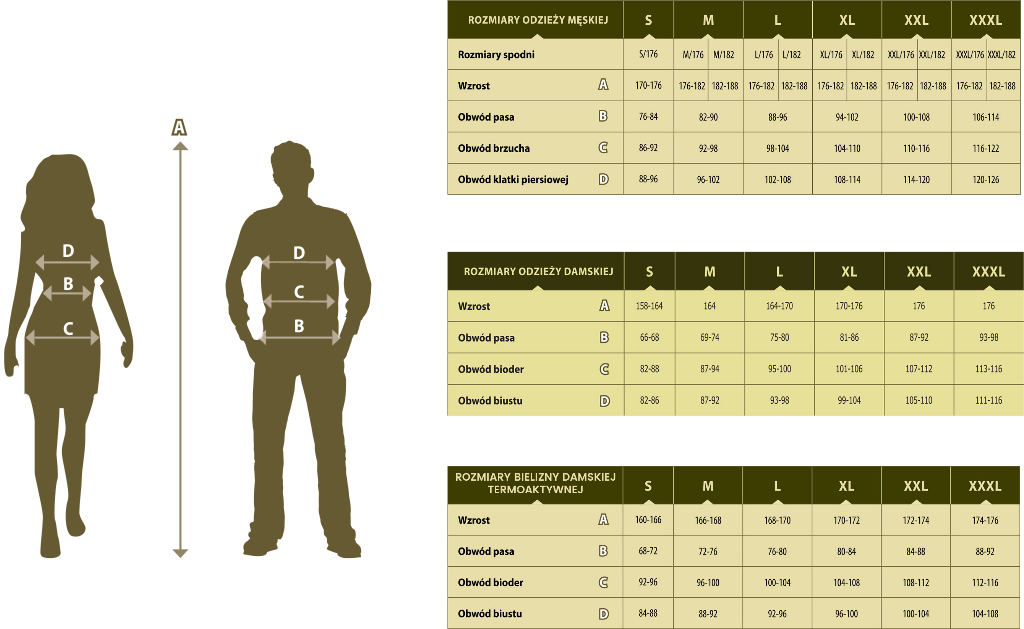 A
D
B
C
D
C
B
ROZMIARY ODZIEŻY MĘSKIEJ S M L XL XXL XXXL
Rozmiary spodni S/176 M/176 M/182 L/176 L/182 XL/176 XL/182 XXL/176 XXL/182 XXXL/176 XXXL/182
Wzrost A 170-176 176-182 182-188 176-182 182-188 176-182 182-188 176-182 182-188 176-182 182-188
Obwód pasa B 76-84 82-90 88-96 94-102 100-108 106-114
Obwód brzucha C 86-92 92-98 98-104 104-110 110-116 116-122
Obwód klatki piersiowej D 88-96 96-102 102-108 108-114 114-120 120-126
ROZMIARY ODZIEŻY DAMSKIEJ S M L XL XXL XXXL
Wzrost A 158-164 164 164-170 170-176 176 176
Obwód pasa B 66-68 69-74 75-80 81-86 87-92 93-98
Obwód bioder C 82-88 87-94 95-100 101-106 107-112 113-116
Obwód biustu D 82-86 87-92 93-98 99-104 105-110 111-116
ROZMIARY BIELIZNY DAMSKIEJ
TERMOAKTYWNEJ S M L XL XXL XXXL
Wzrost A 160-166 166-168 168-170 170-172 172-174 174-176
Obwód pasa B 68-72 72-76 76-80 80-84 84-88 88-92
Obwód bioder C 92-96 96-100 100-104 104-108 108-112 112-116
Obwód biustu D 84-88 88-92 92-96 96-100 100-104 104-108